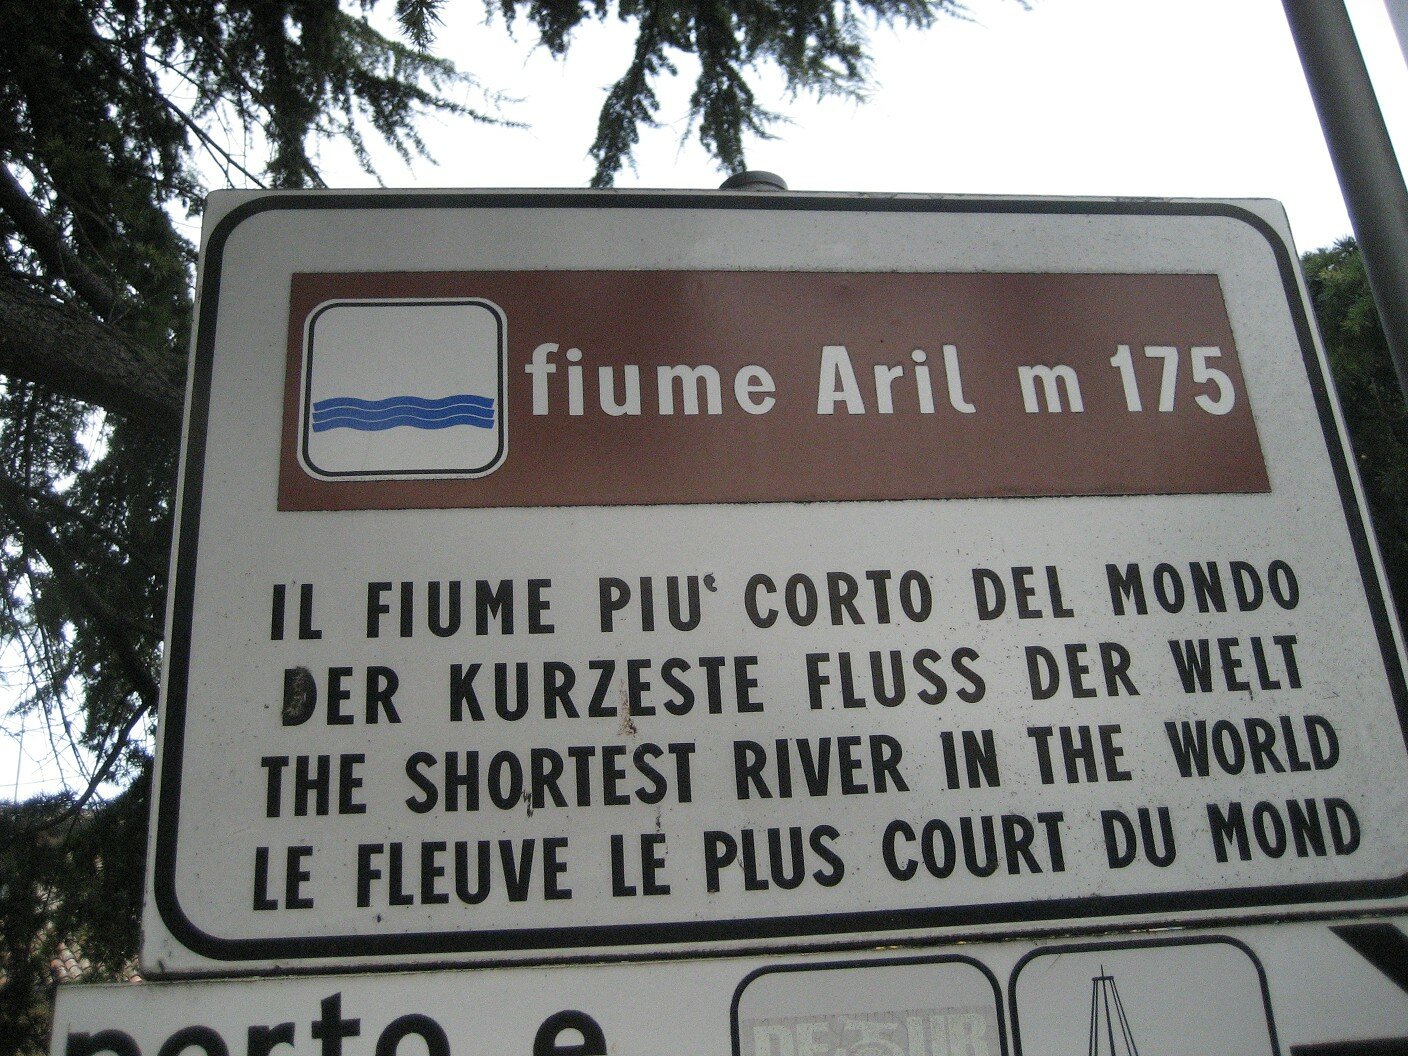 fiume Aril m 175
IL FIUME PIU' CORTO DEL MONDO
DER KURZESTE FLUSS DER WELT
THE SHORTEST RIVER IN THE WORLD
LE FLEUVE LE PLUS COURT DU MOND
porto e